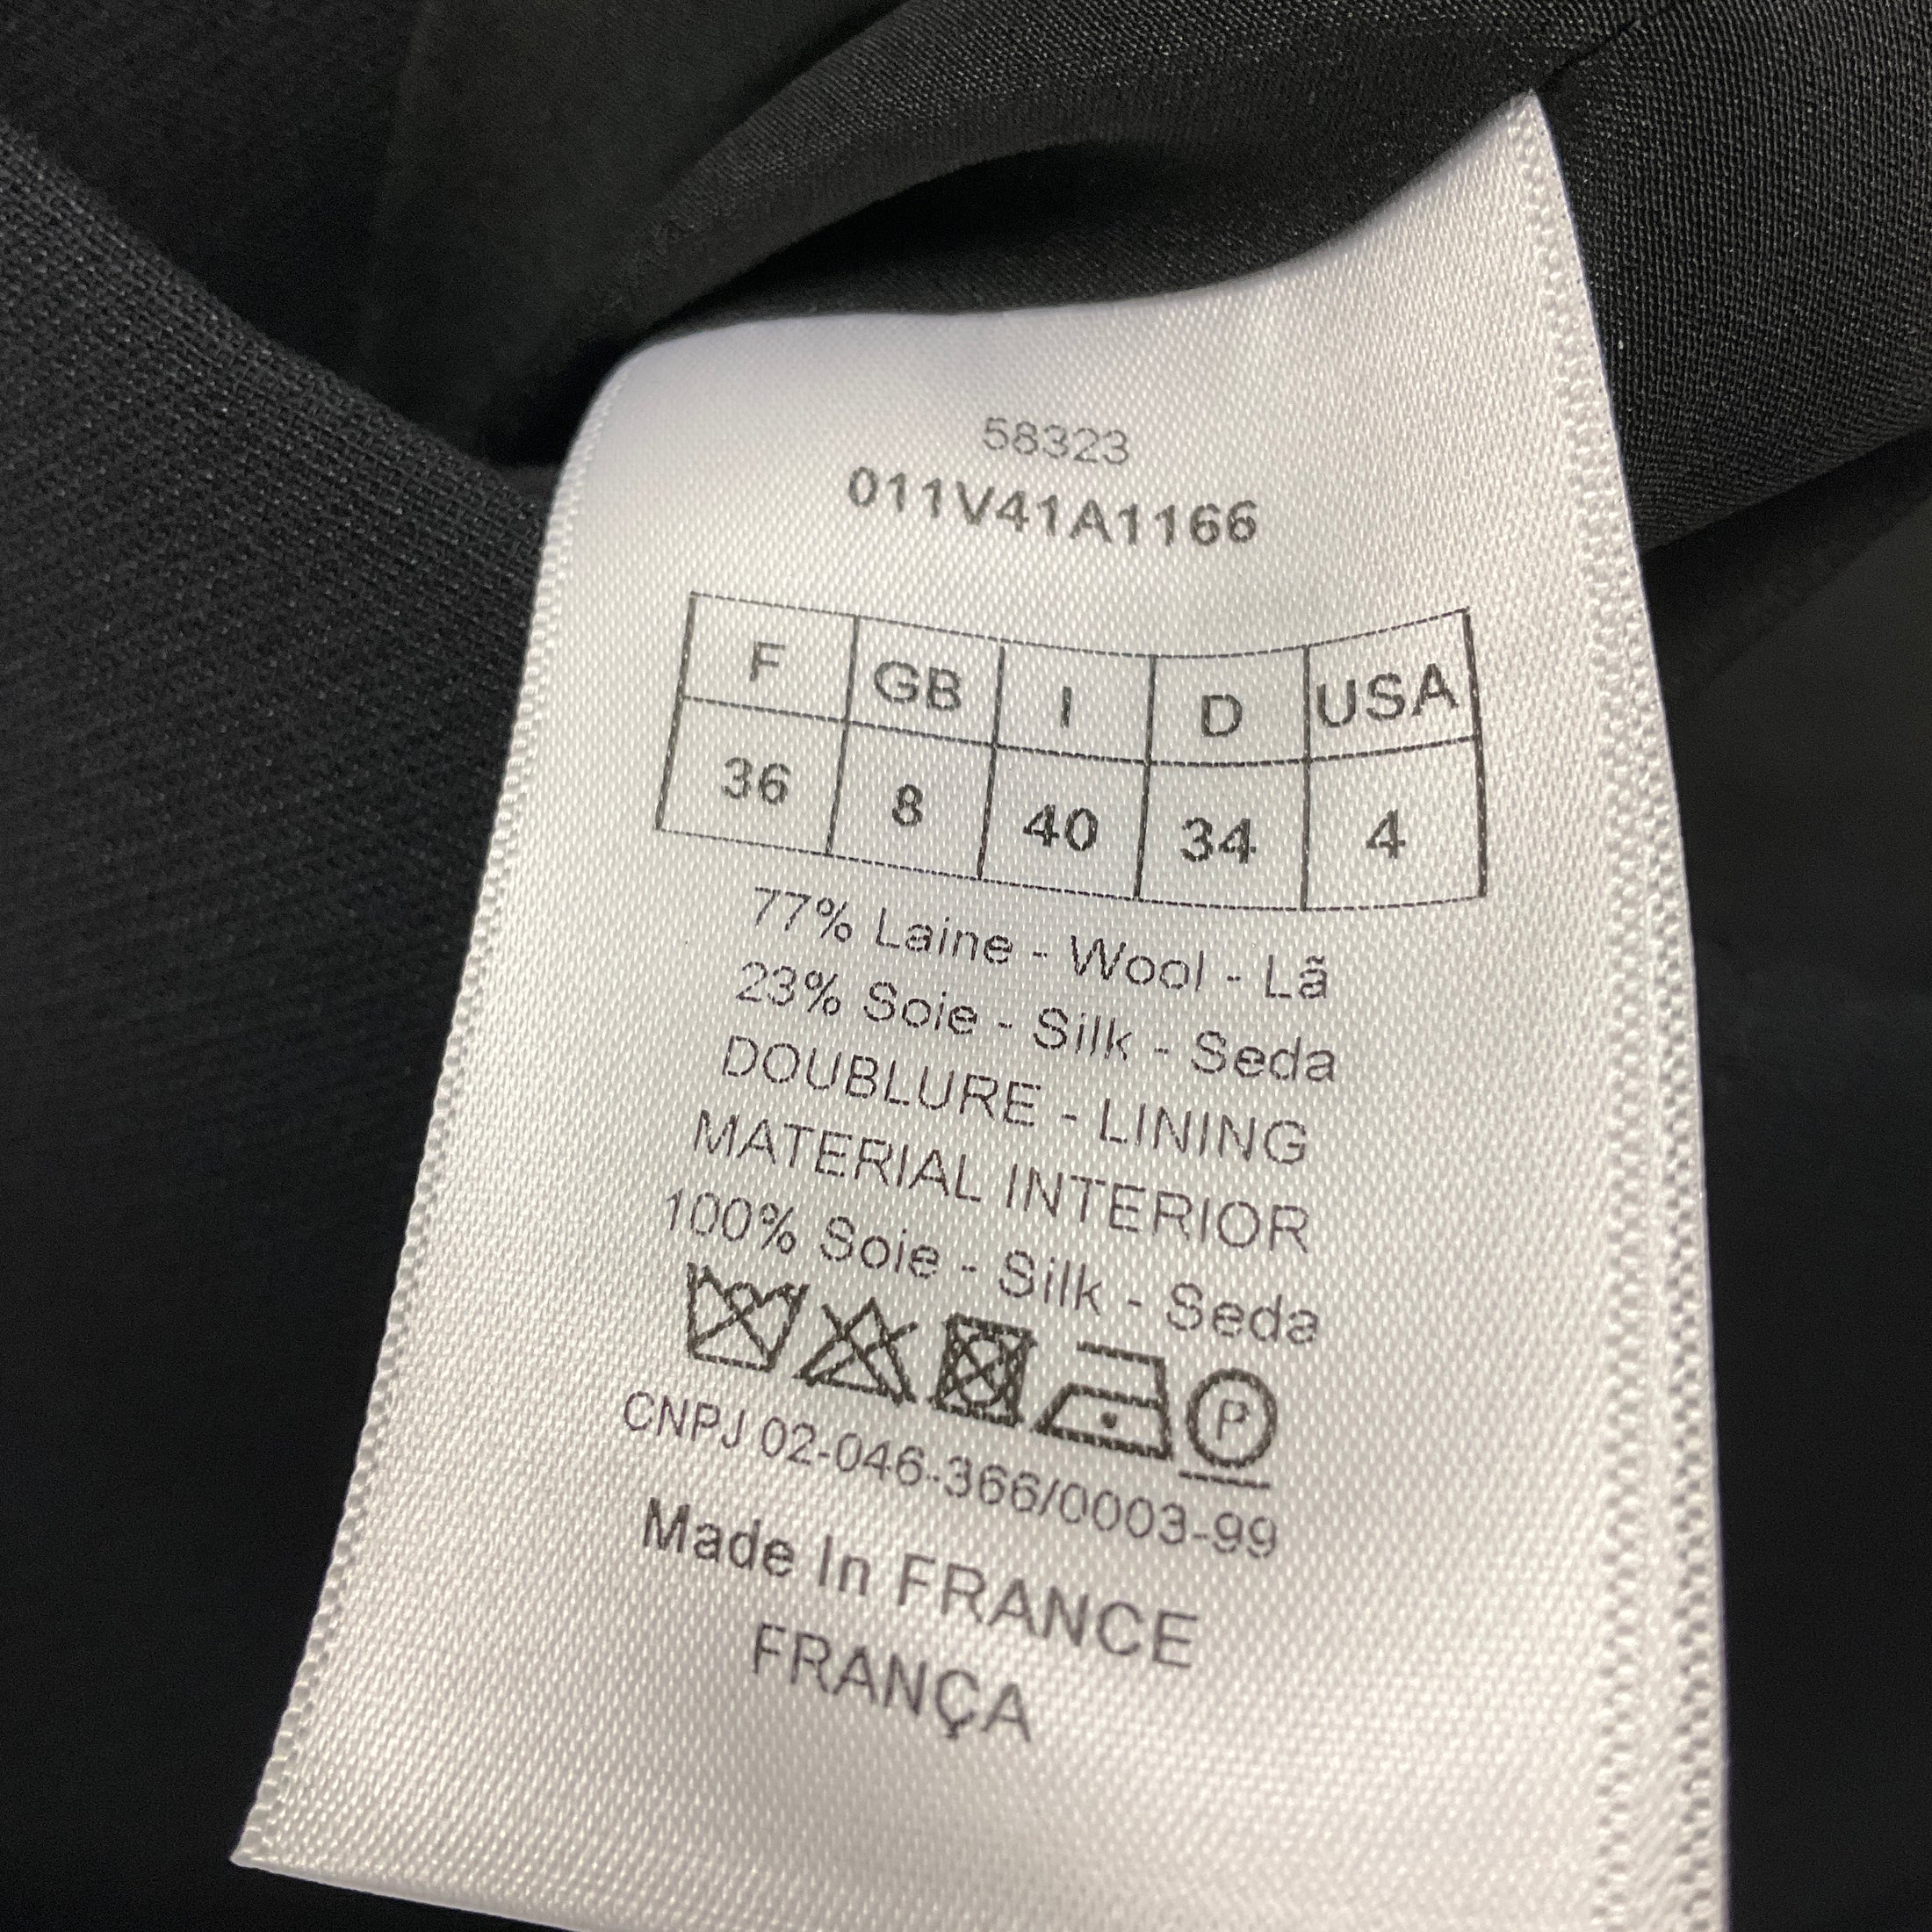 58323
011V41A1166
F GB I D USA
36 8 40 34 4
77% Laine - Wool - Lã
23% Soie - Silk - Seda
DOUBLURE - LINING
MATERIAL INTERIOR
100% Soie - Silk - Seda
P
CNPJ 02-046-366/0003-99
Made In FRANCE
FRANÇA